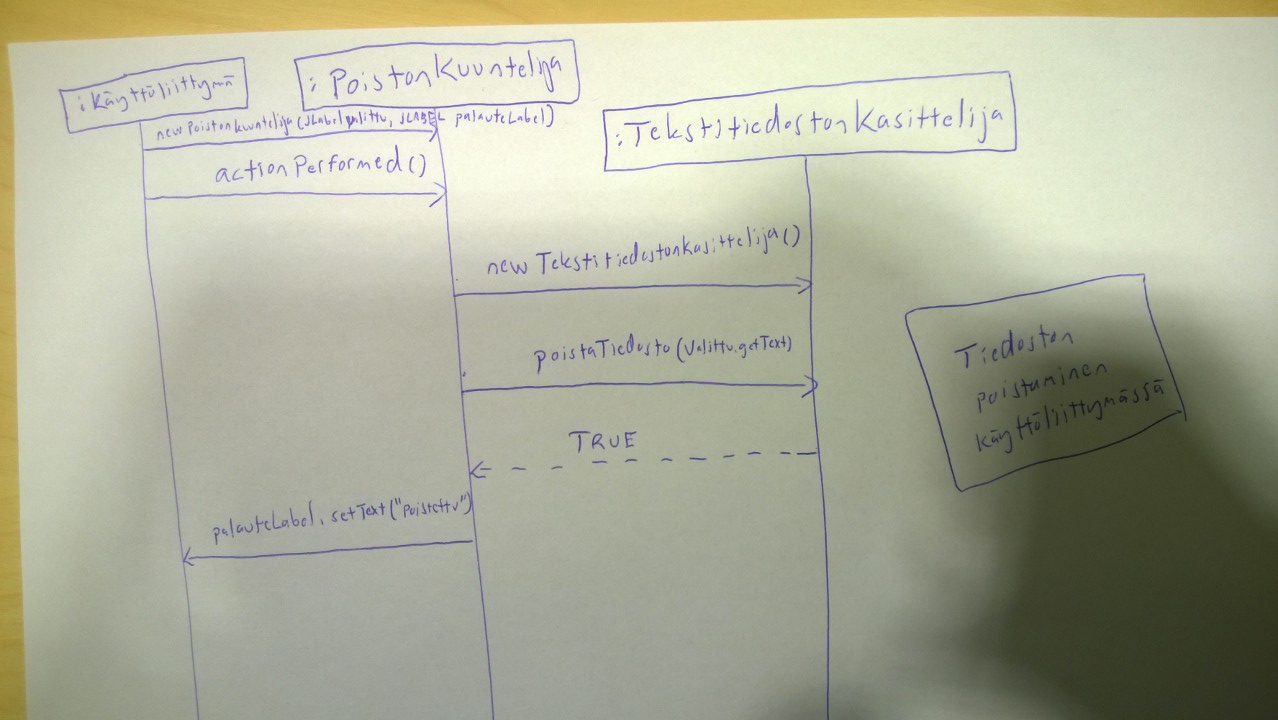 : Käyttöliittymä
: PoistonKuuntelija
new Poistonkuuntelija(JLabel valittu, JLABEL palauteLabel)
:TekstitiedostonKasittelija
actionPerformed()
new TekstitiedostonKasittelija()
poistaTiedosto(Valittu.getText)
TRUE
palauteLabel.setText("Poistettu")
Tiedoston
poistaminen
käyttöliittymässä